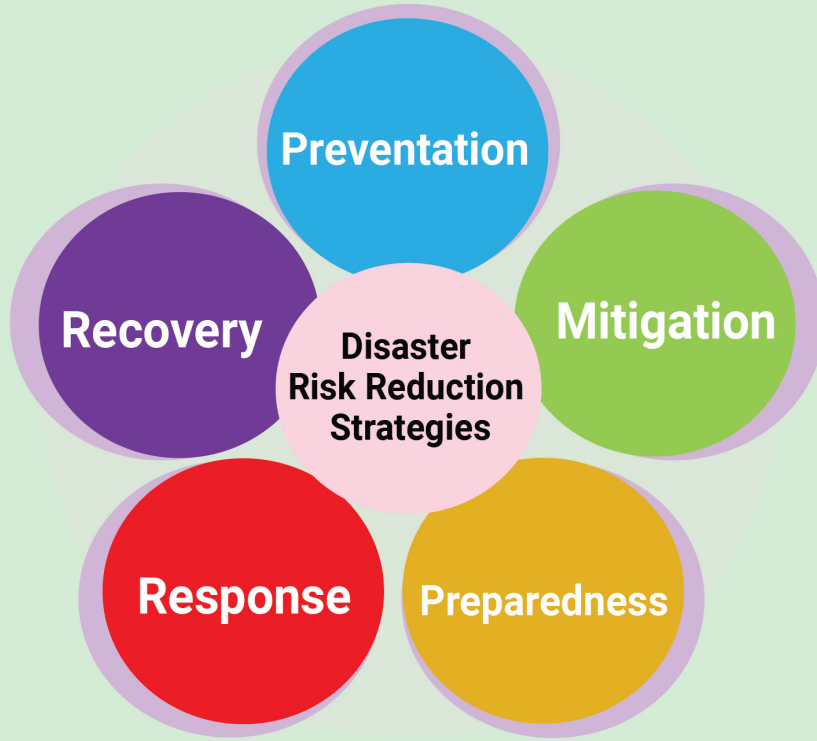 Preventation
Mitigation
Preparedness
Response
Recovery
Disaster
Risk Reduction
Strategies